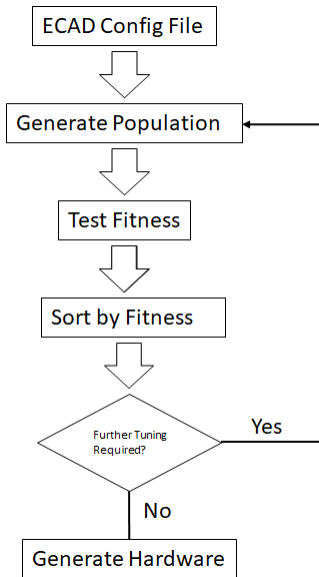 ECAD Config File
Generate Population
Test Fitness
Sort by Fitness
Further Tuning
Required?
Yes
No
Generate Hardware